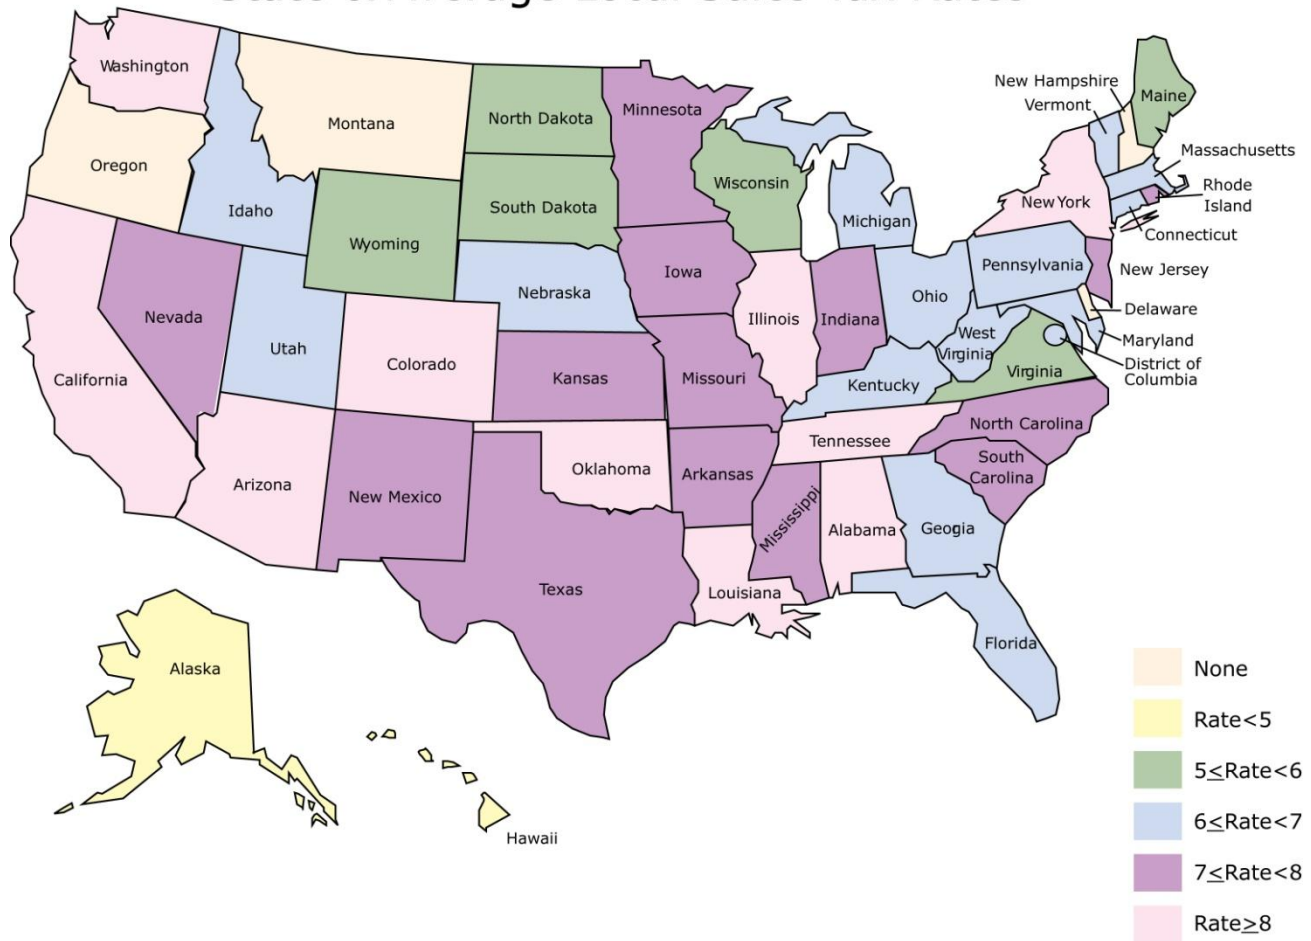 Washington
Montana
North Dakota
Minnesota
New Hampshire
Vermont
Maine
Oregon
Idaho
Wyoming
South Dakota
Wisconsin
Michigan
New York
Massachusetts
Rhode
Island
Connecticut
Nevada
Utah
Colorado
Nebraska
Iowa
Illinois
Indiana
Ohio
Pennsylvania
New Jersey
Delaware
Maryland
District of
Columbia
West
Virginia
Virginia
California
Arizona
New Mexico
Kansas
Missouri
Kentucky
Tennessee
North Carolina
South
Carolina
Oklahoma
Arkansas
Mississippi
Alabama
Georgia
Texas
Louisiana
Florida
Alaska
Hawaii
None
Rate<5
5≤Rate<6
6≤Rate<7
7≤Rate<8
Rate≥8